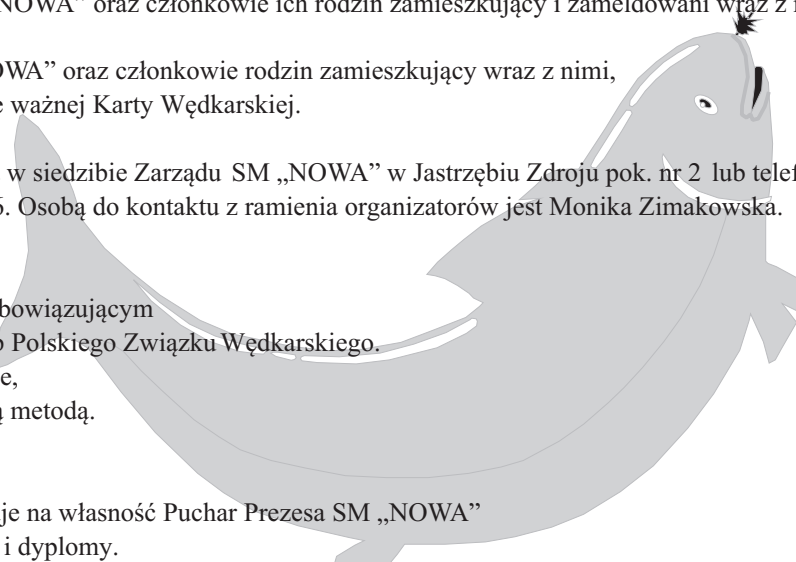 NOWA” oraz członkowie ich rodzin zamieszkujący i zameldowani wraz z
OWA” oraz członkowie rodzin zamieszkujący wraz z nimi,
e ważnej Karty Wędkarskiej.
w siedzibie Zarządu SM „NOWA” w Jastrzębiu Zdroju pok. nr 2 lub telef
6. Osobą do kontaktu z ramienia organizatorów jest Monika Zimakowska.
bowiązującym
o Polskiego Związku Wędkarskiego.
e,
ą metodą.
je na własność Puchar Prezesa SM „NOWA”
i dyplomy.